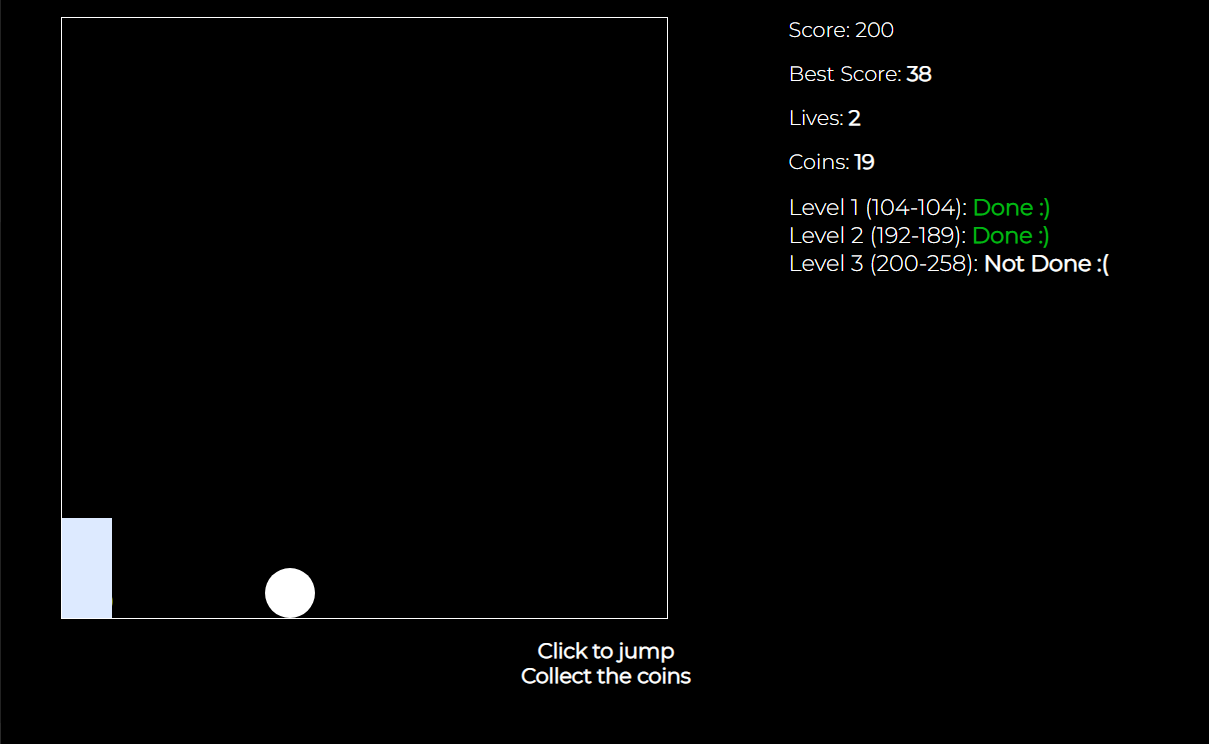 Score: 200
Best Score: 38
Lives: 2
Coins: 19
Level 1 (104-104): Done :)
Level 2 (192-189): Done :)
Level 3 (200-258): Not Done :(
Click to jump
Collect the coins